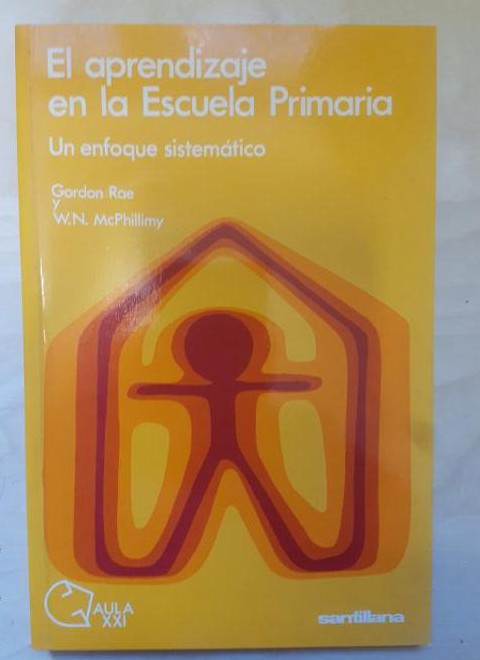 El aprendizaje
en la Escuela Primaria
Un enfoque sistemático
Gordon Rae
y
W.N. McPhillimy
AULA
XXI
santillana